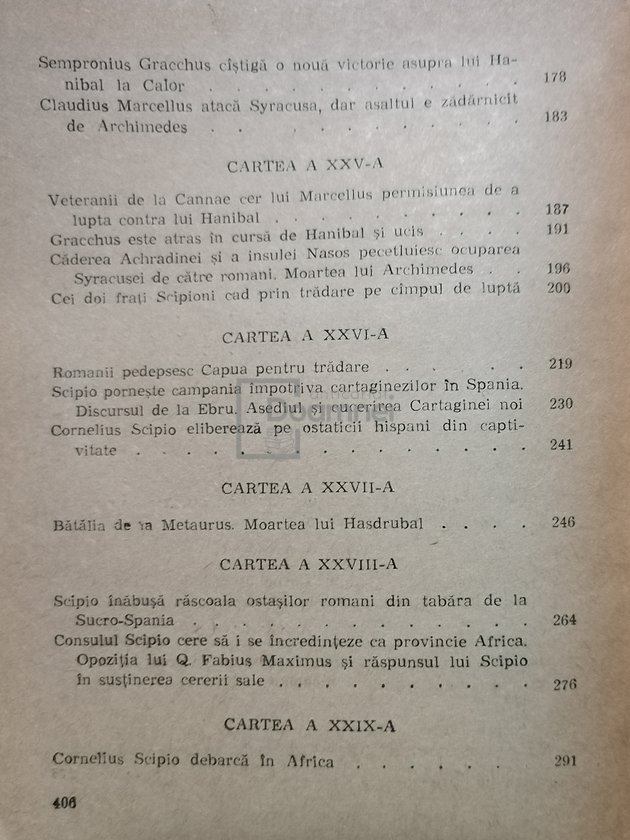 Sempronius Gracchus cîștigă o nouă victorie asupra lui Ha-
nibal la Calor . . . . . . . . . . 178
Claudius Marcellus atacă Syracusa, dar asaltul e zădărnicit
de Archimedes . . . . . . . . . 183
CARTEA A XXV-A
Veteranii de la Cannae cer lui Marcellus permisiunea de a
lupta contra lui Hanibal . . . . . . . 187
Gracchus este atras în cursă de Hanibal și ucis . . . . 191
Căderea Achradinei și a insulei Nasos pecetluiesc ocuparea
Syracusei de către romani. Moartea lui Archimedes . . 196
Cei doi frați Scipioni cad prin trădare pe cîmpul de luptă 200
CARTEA A XXVI-A
Romanii pedepsesc Capua pentru trădare . . . . . 219
Scipio pornește campania împotriva cartaginezilor în Spania.
Discursul de la Ebru. Asediul și cucerirea Cartaginei noi 230
Cornelius Scipio eliberează pe ostaticii hispani din capti-
vitate . . . . . . . . . . . . 241
CARTEA A XXVII-A
Bătălia de la Metaurus. Moartea lui Hasdrubal . . . . 246
CARTEA A XXVIII-A
Scipio înăbușă răscoala ostașilor romani din tabăra de la
Sucro-Spania . . . . . . . . . . 264
Consulul Scipio cere să i se încredințeze ca provincie Africa.
Opoziția lui Q. Fabius Maximus și răspunsul lui Scipio
în susținerea cererii sale . . . . . . . 276
CARTEA A XXIX-A
Cornelius Scipio debarcă în Africa . . . . . . 291
406